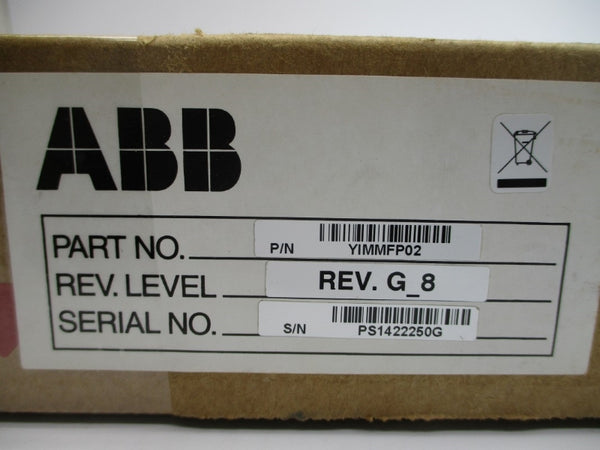 ABB
PART NO. P/N YIMMFP02
REV. LEVEL REV. G_8
SERIAL NO. S/N PS1422250G